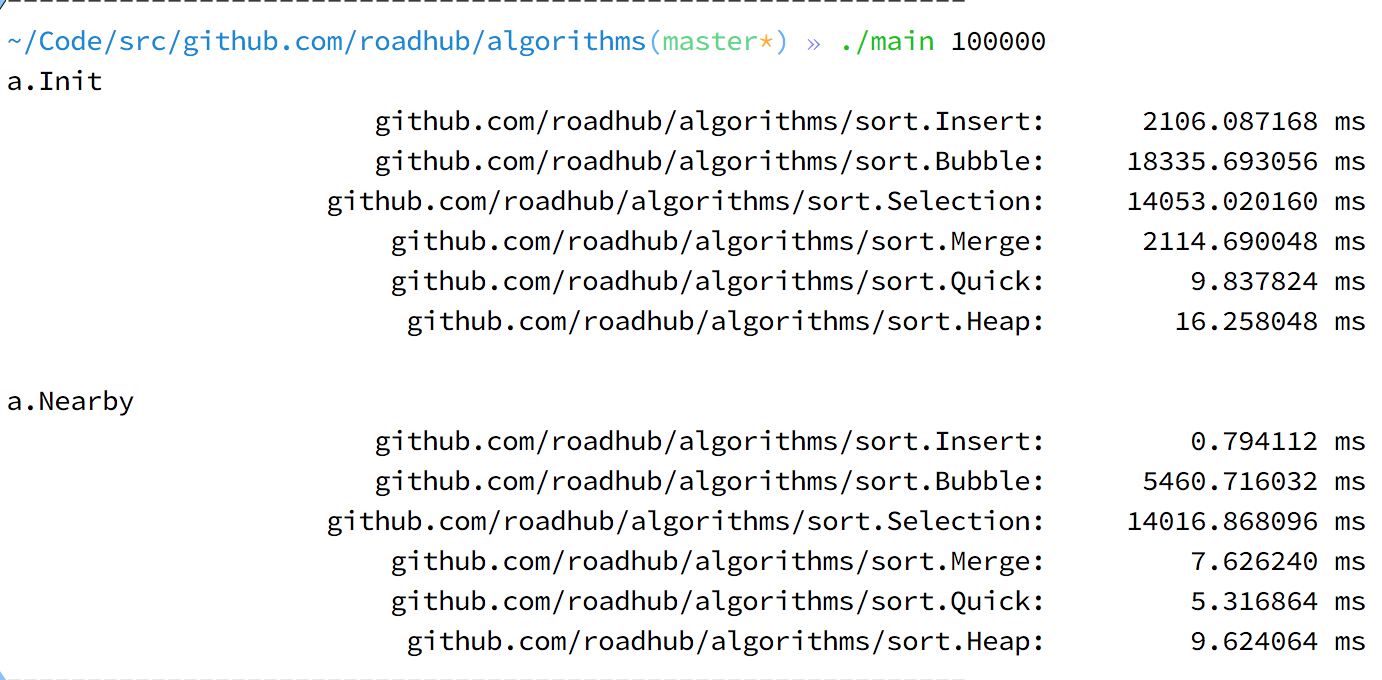 ~/Code/src/github.com/roadhub/algorithms(master*) » ./main 100000
a.Init
github.com/roadhub/algorithms/sort.Insert: 2106.087168 ms
github.com/roadhub/algorithms/sort.Bubble: 18335.693056 ms
github.com/roadhub/algorithms/sort.Selection: 14053.020160 ms
github.com/roadhub/algorithms/sort.Merge: 2114.690048 ms
github.com/roadhub/algorithms/sort.Quick: 9.837824 ms
github.com/roadhub/algorithms/sort.Heap: 16.258048 ms
a.Nearby
github.com/roadhub/algorithms/sort.Insert: 0.794112 ms
github.com/roadhub/algorithms/sort.Bubble: 5460.716032 ms
github.com/roadhub/algorithms/sort.Selection: 14016.868096 ms
github.com/roadhub/algorithms/sort.Merge: 7.626240 ms
github.com/roadhub/algorithms/sort.Quick: 5.316864 ms
github.com/roadhub/algorithms/sort.Heap: 9.624064 ms